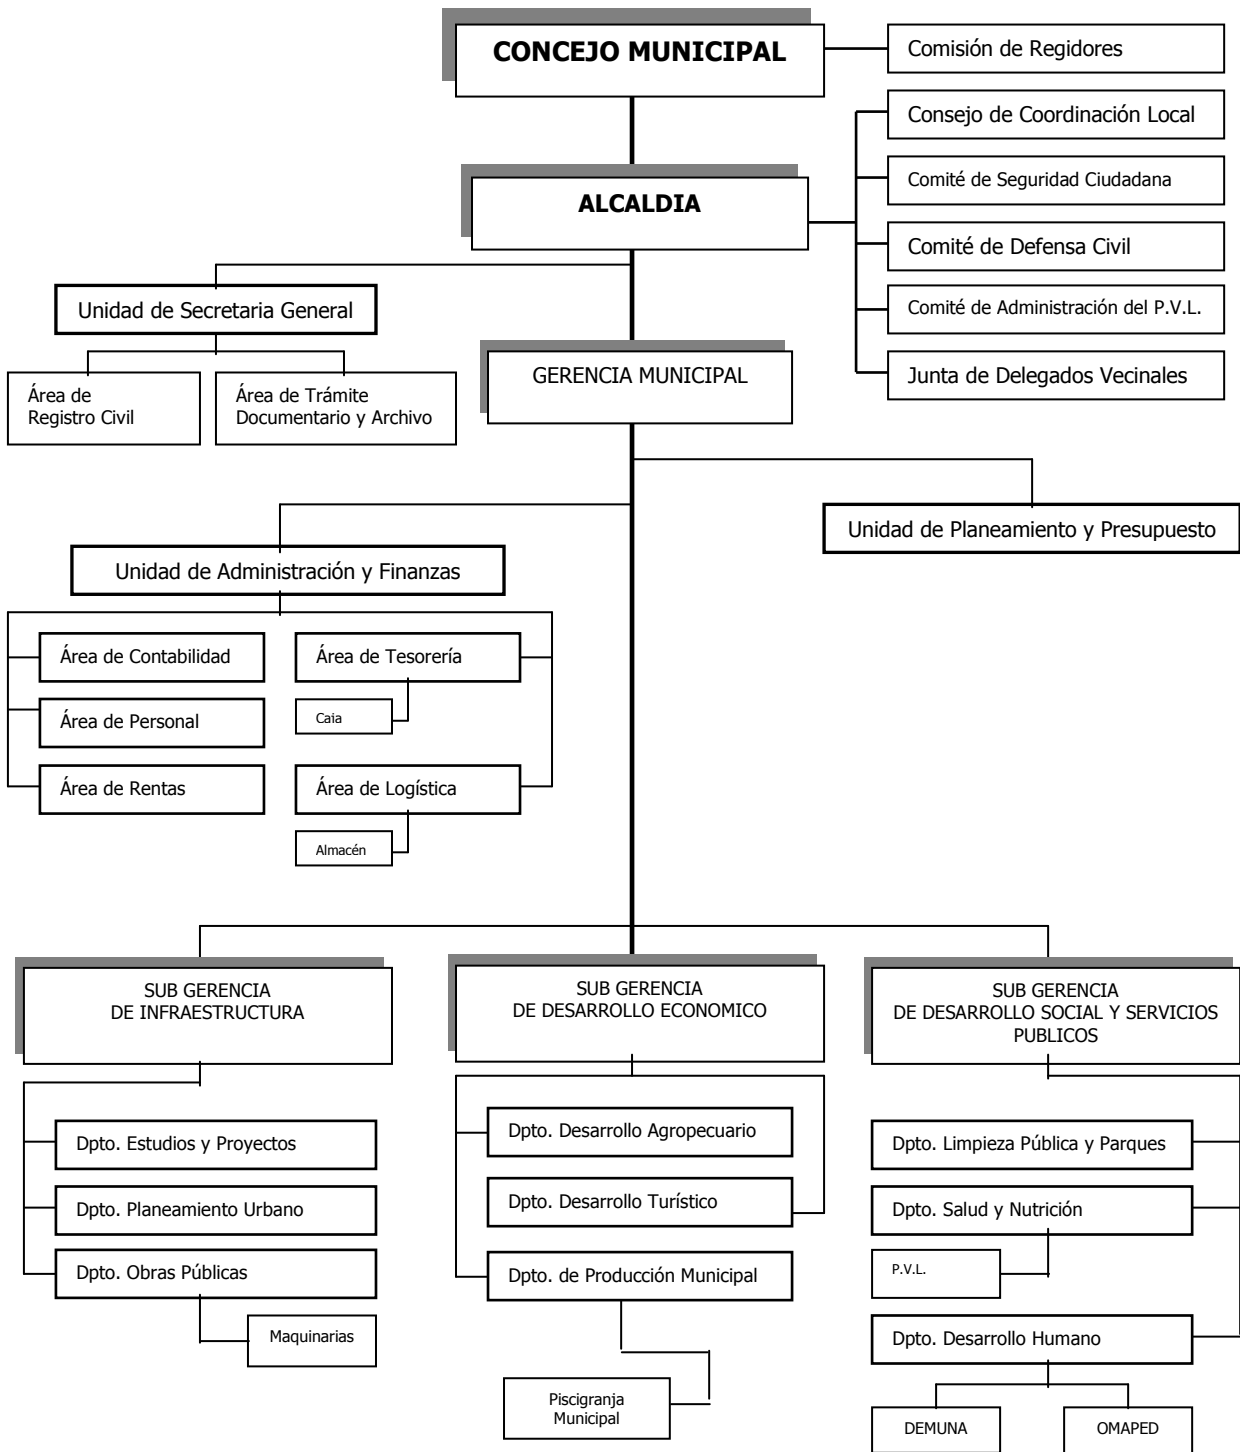 CONCEJO MUNICIPAL
Comisión de Regidores
Consejo de Coordinación Local
Comité de Seguridad Ciudadana
ALCALDIA
Comité de Defensa Civil
Comité de Administración del P.V.L.
Junta de Delegados Vecinales
Unidad de Secretaria General
Área de
Registro Civil
Área de Trámite
Documentario y Archivo
GERENCIA MUNICIPAL
Unidad de Planeamiento y Presupuesto
Unidad de Administración y Finanzas
Área de Contabilidad
Área de Tesorería
Área de Personal
Caia
Área de Rentas
Área de Logística
Almacén
SUB GERENCIA
DE INFRAESTRUCTURA
SUB GERENCIA
DE DESARROLLO ECONOMICO
SUB GERENCIA
DE DESARROLLO SOCIAL Y SERVICIOS
PUBLICOS
Dpto. Estudios y Proyectos
Dpto. Planeamiento Urbano
Dpto. Obras Públicas
Maquinarias
Dpto. Desarrollo Agropecuario
Dpto. Desarrollo Turístico
Dpto. de Producción Municipal
Piscigranja
Municipal
Dpto. Limpieza Pública y Parques
Dpto. Salud y Nutrición
P.V.L.
Dpto. Desarrollo Humano
DEMUNA
OMAPED